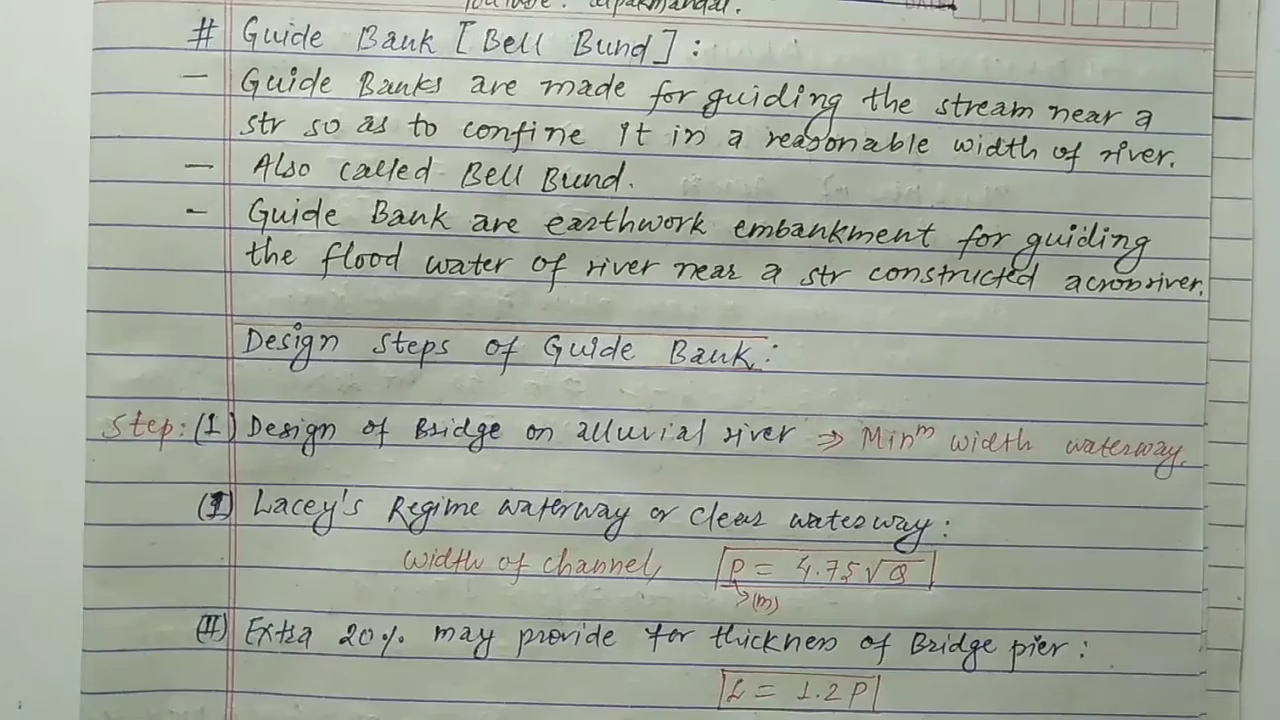 # Guide Bank [Bell Bund] :
— Guide Banks are made for guiding the stream near a
str so as to confine it in a reasonable width of river.
— Also called Bell Bund.
- Guide Bank are earthwork embankment for guiding
the flood water of river near a str constructed across river.
Design Steps of Guide Bank :
Step: (1) Design of Bridge on alluvial river ⇒ Minᵐ width waterway.
(I) Lacey's Regime waterway or clear waterway :
width of channel, P = 4.75√Q
→(m)
(II) Extra 20% may provide for thickness of Bridge pier :
L = 1.2 P